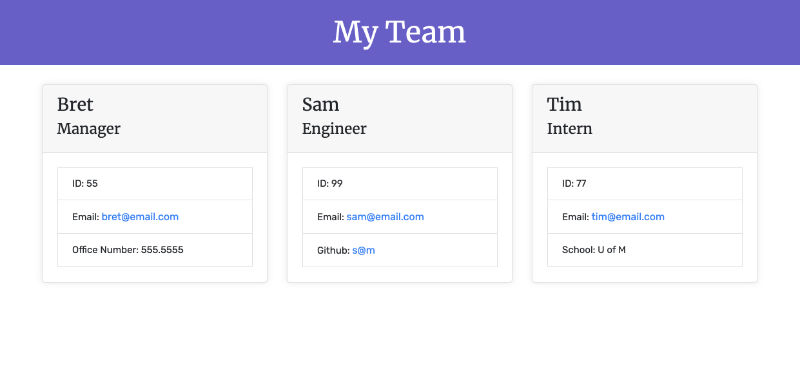 My Team
Bret
Manager
ID: 55
Email: bret@email.com
Office Number: 555.5555
Sam
Engineer
ID: 99
Email: sam@email.com
Github: s@m
Tim
Intern
ID: 77
Email: tim@email.com
School: U of M